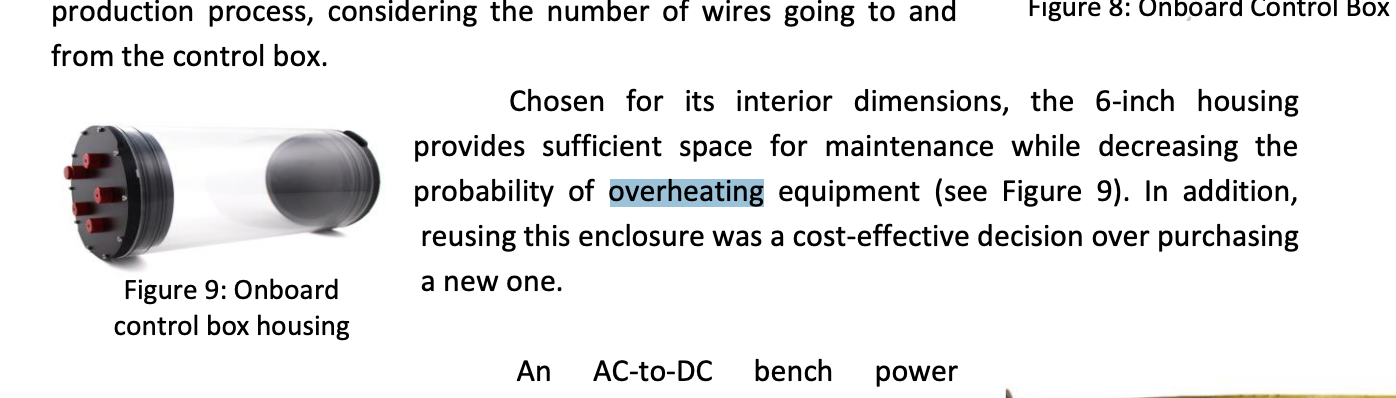 production process, considering the number of wires going to and
from the control box.
Figure 8: Onboard Control Box
Chosen for its interior dimensions, the 6-inch housing
provides sufficient space for maintenance while decreasing the
probability of overheating equipment (see Figure 9). In addition,
reusing this enclosure was a cost-effective decision over purchasing
a new one.
Figure 9: Onboard
control box housing
An AC-to-DC bench power